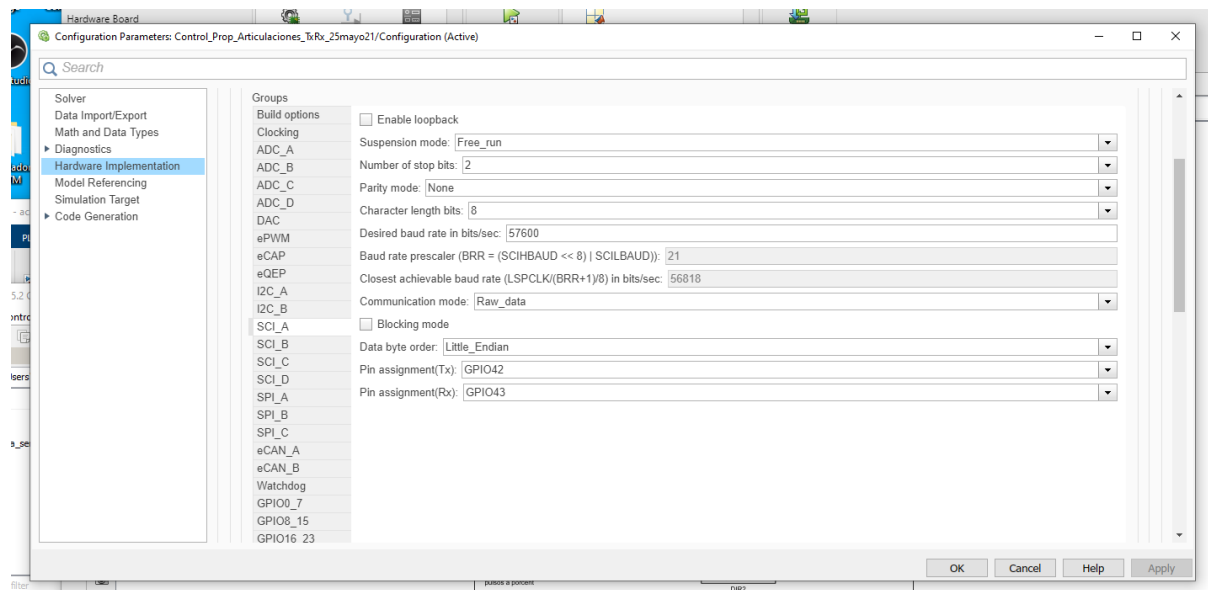 Hardware Board
Configuration Parameters: Control_Prop_Articulaciones_TxRx_25mayo21/Configuration (Active)
Search
Solver
Data Import/Export
Math and Data Types
Diagnostics
Hardware Implementation
Model Referencing
Simulation Target
Code Generation
Groups
Build options
Clocking
ADC_A
ADC_B
ADC_C
ADC_D
DAC
ePWM
eCAP
eQEP
I2C_A
I2C_B
SCI_A
SCI_B
SCI_C
SCI_D
SPI_A
SPI_B
SPI_C
eCAN_A
eCAN_B
Watchdog
GPIO0_7
GPIO8_15
GPIO16_23
Enable loopback
Suspension mode: Free_run
Number of stop bits: 2
Parity mode: None
Character length bits: 8
Desired baud rate in bits/sec: 57600
Baud rate prescaler (BRR = (SCIHBAUD << 8) | SCILBAUD)): 21
Closest achievable baud rate (LSPCLK/(BRR+1)/8) in bits/sec: 56818
Communication mode: Raw_data
Blocking mode
Data byte order: Little_Endian
Pin assignment(Tx): GPIO42
Pin assignment(Rx): GPIO43
OK Cancel Help Apply
filter